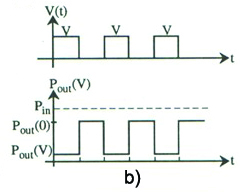 V(t)
V V V
t
P_out(V)
P_in
P_out(0)
P_out(V)
t
b)